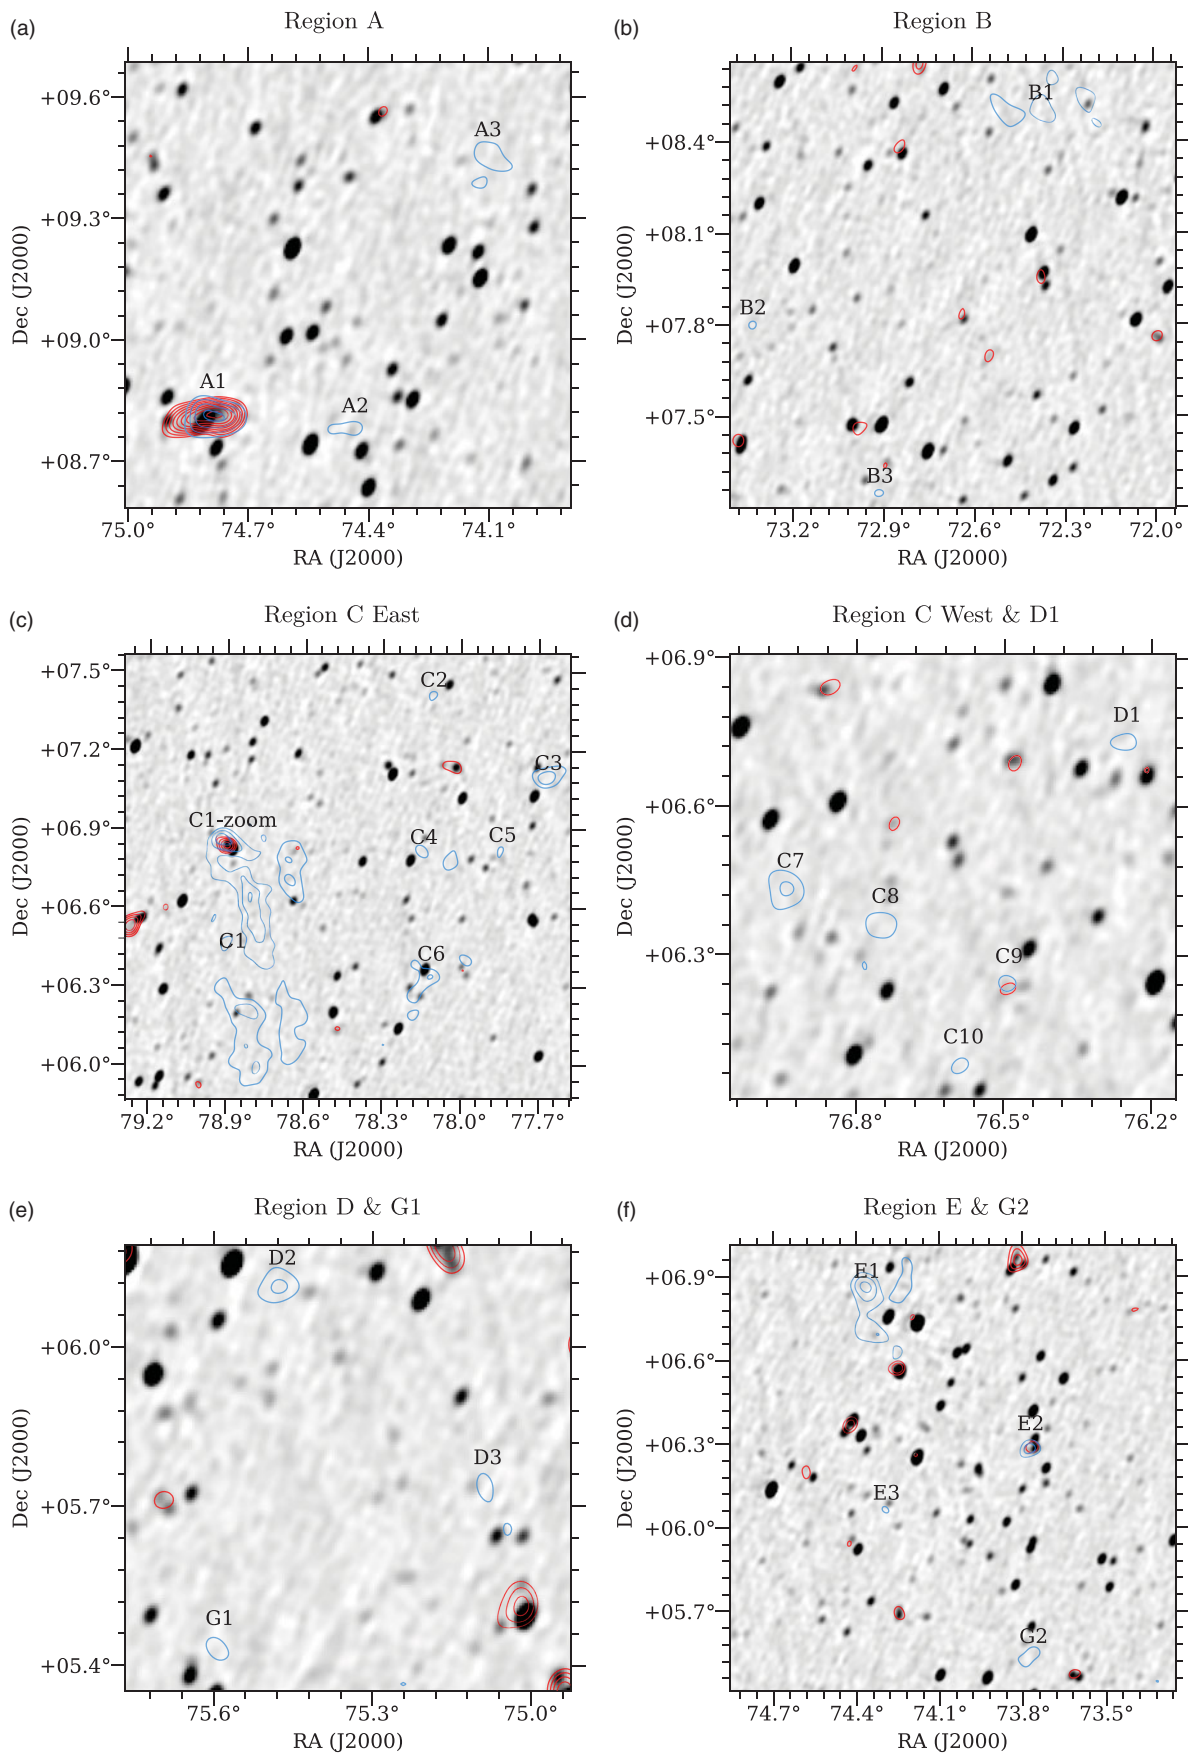 (a) Region A
Dec (J2000)
+09.6°
+09.3°
+09.0°
+08.7°
A3
A1
A2
75.0° 74.7° 74.4° 74.1°
RA (J2000)
(b) Region B
Dec (J2000)
+08.4°
+08.1°
+07.8°
+07.5°
B1
B2
B3
73.2° 72.9° 72.6° 72.3° 72.0°
RA (J2000)
(c) Region C East
Dec (J2000)
+07.5°
+07.2°
+06.9°
+06.6°
+06.3°
+06.0°
C2
C3
C1-zoom
C4
C5
C1
C6
79.2° 78.9° 78.6° 78.3° 78.0° 77.7°
RA (J2000)
(d) Region C West & D1
Dec (J2000)
+06.9°
+06.6°
+06.3°
D1
C7
C8
C9
C10
76.8° 76.5° 76.2°
RA (J2000)
(e) Region D & G1
Dec (J2000)
+06.0°
+05.7°
+05.4°
D2
D3
G1
75.6° 75.3° 75.0°
RA (J2000)
(f) Region E & G2
Dec (J2000)
+06.9°
+06.6°
+06.3°
+06.0°
+05.7°
E1
E2
E3
G2
74.7° 74.4° 74.1° 73.8° 73.5°
RA (J2000)